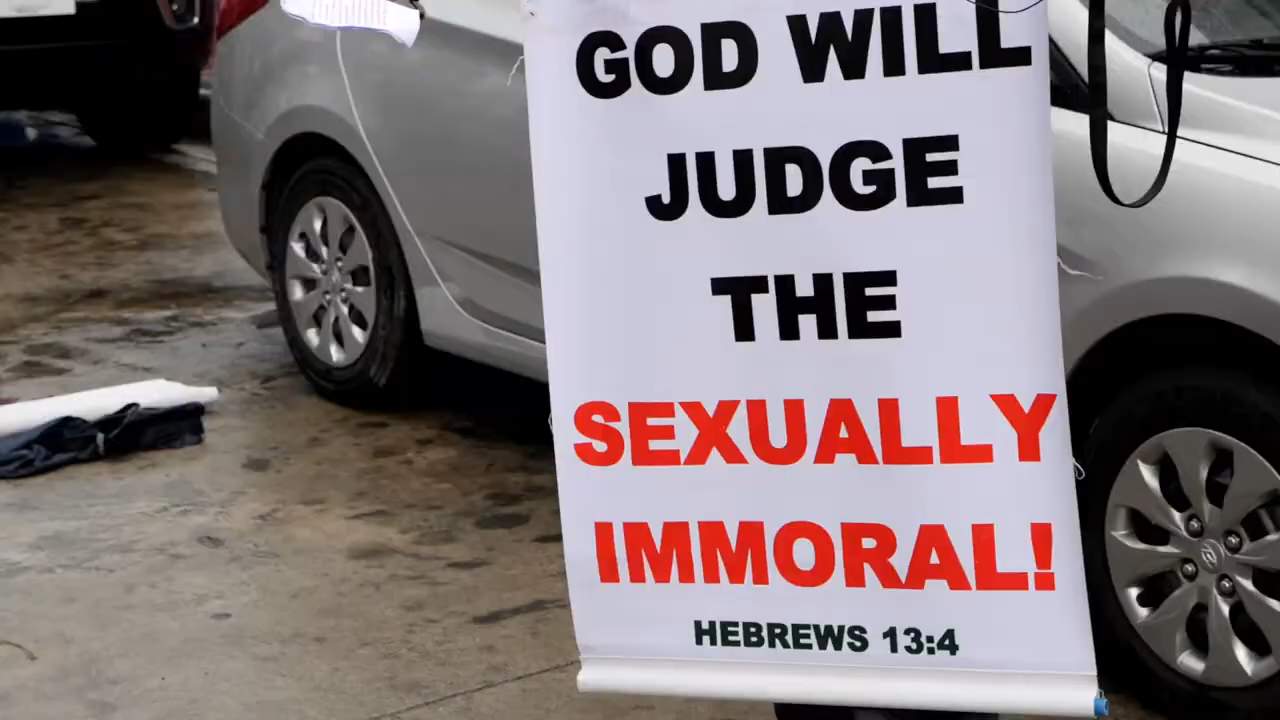 GOD WILL
JUDGE
THE
SEXUALLY
IMMORAL!
HEBREWS 13:4